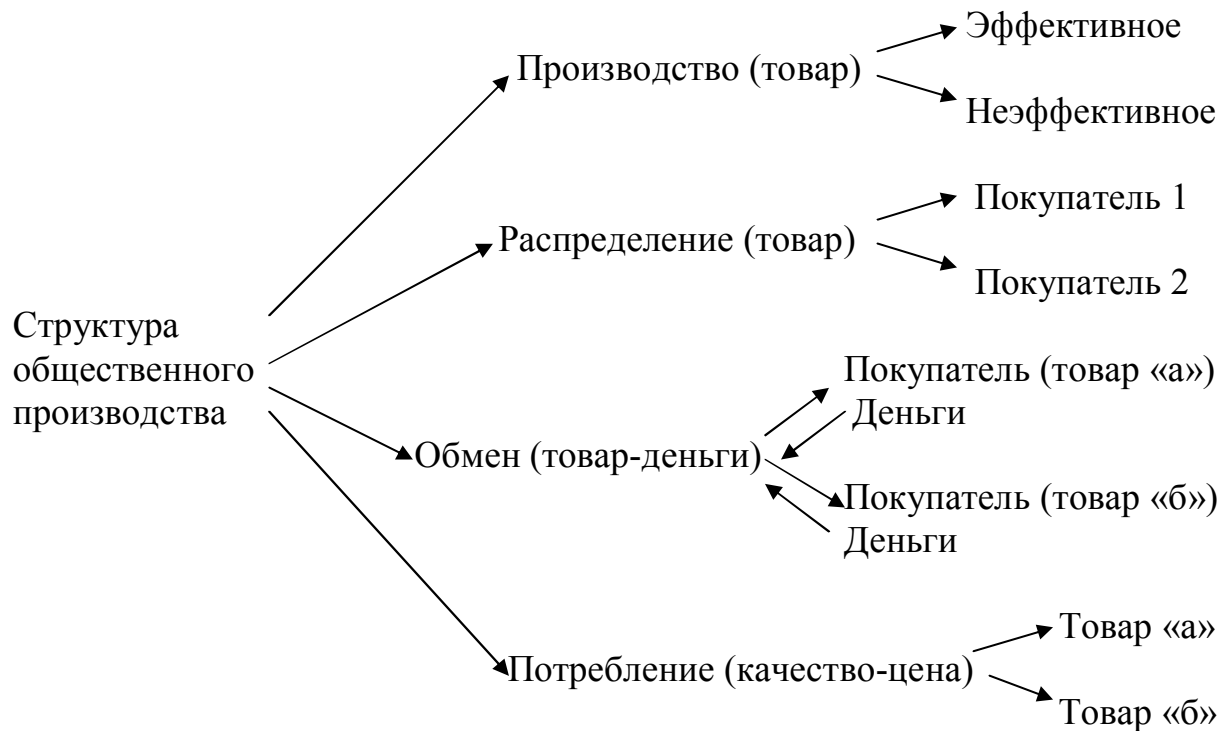 Эффективное
Производство (товар)
Неэффективное
Покупатель 1
Распределение (товар)
Покупатель 2
Структура
общественного
производства
Покупатель (товар «а»)
Деньги
Обмен (товар-деньги)
Покупатель (товар «б»)
Деньги
Товар «а»
Потребление (качество-цена)
Товар «б»